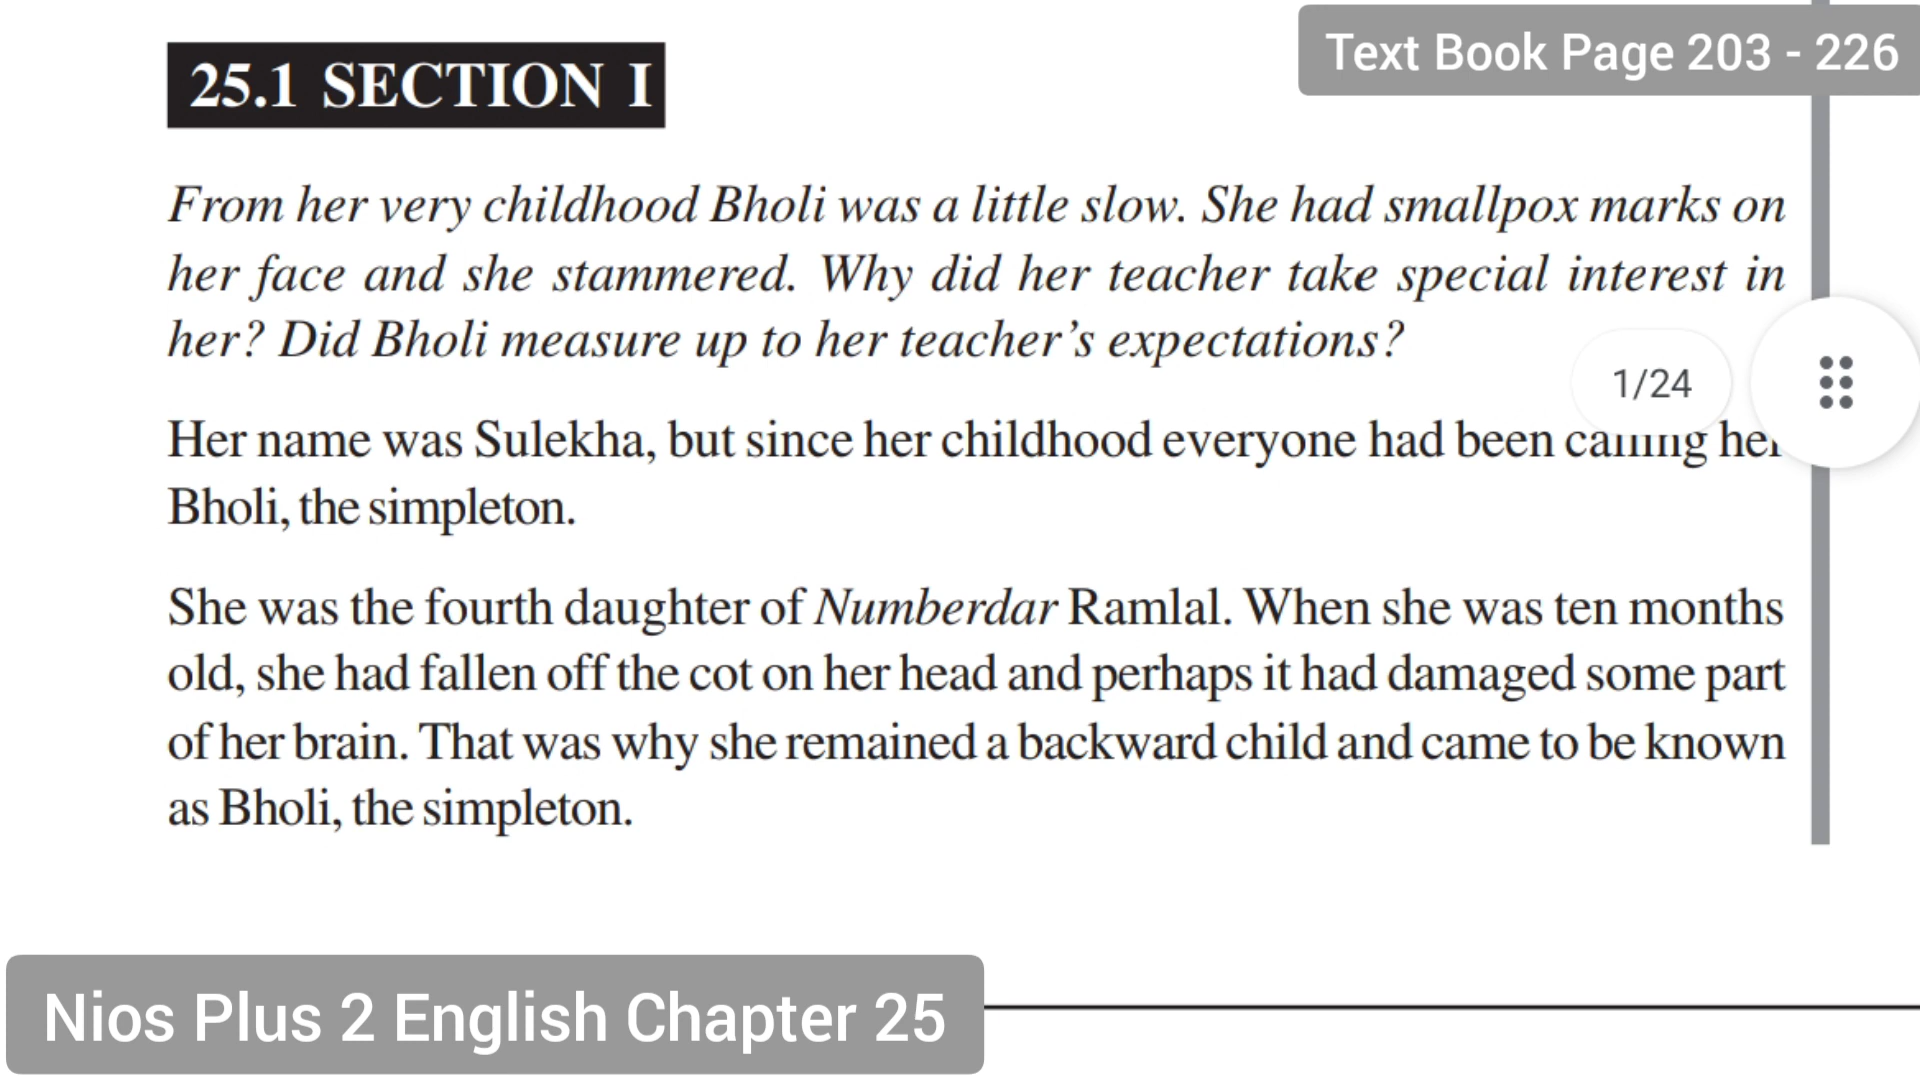 Text Book Page 203 - 226
25.1 SECTION I
From her very childhood Bholi was a little slow. She had smallpox marks on
her face and she stammered. Why did her teacher take special interest in
her? Did Bholi measure up to her teacher's expectations?
1/24
Her name was Sulekha, but since her childhood everyone had been calling her
Bholi, the simpleton.
She was the fourth daughter of Numberdar Ramlal. When she was ten months
old, she had fallen off the cot on her head and perhaps it had damaged some part
of her brain. That was why she remained a backward child and came to be known
as Bholi, the simpleton.
Nios Plus 2 English Chapter 25